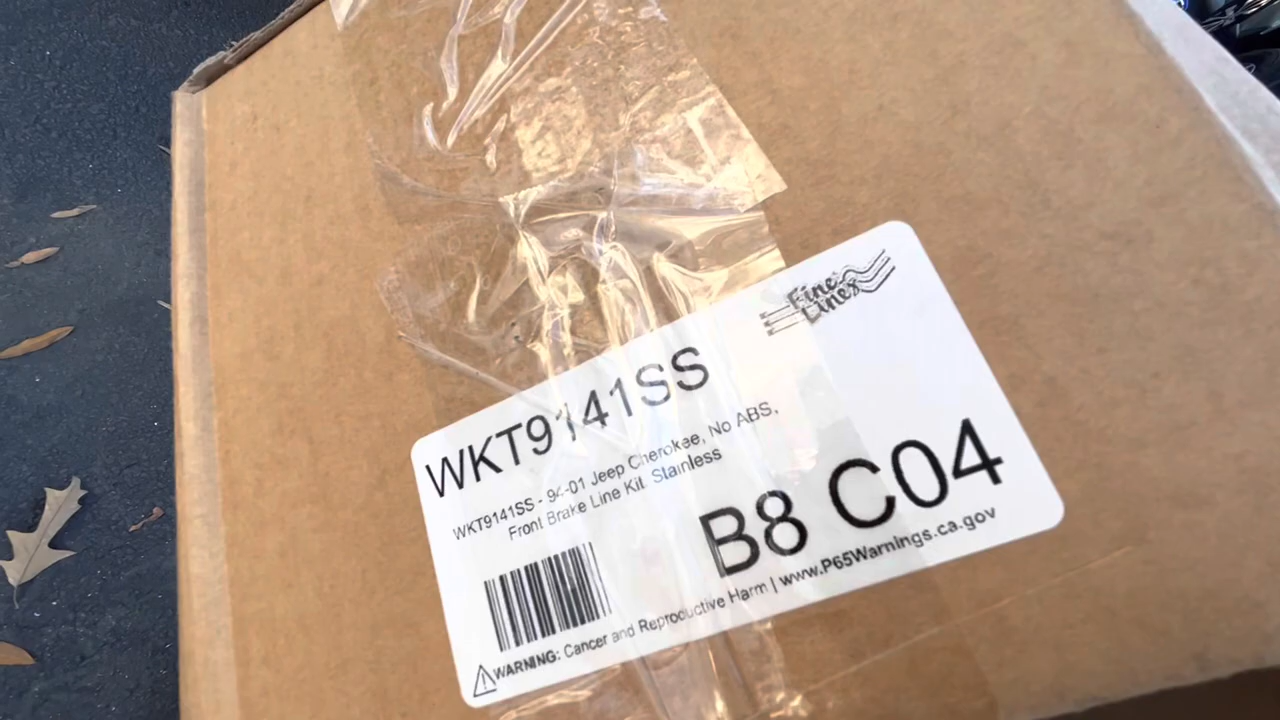 Fine
Lines
WKT9141SS
WKT9141SS - 94-01 Jeep Cherokee, No ABS,
Front Brake Line Kit, Stainless
B8 C04
WARNING: Cancer and Reproductive Harm | www.P65Warnings.ca.gov